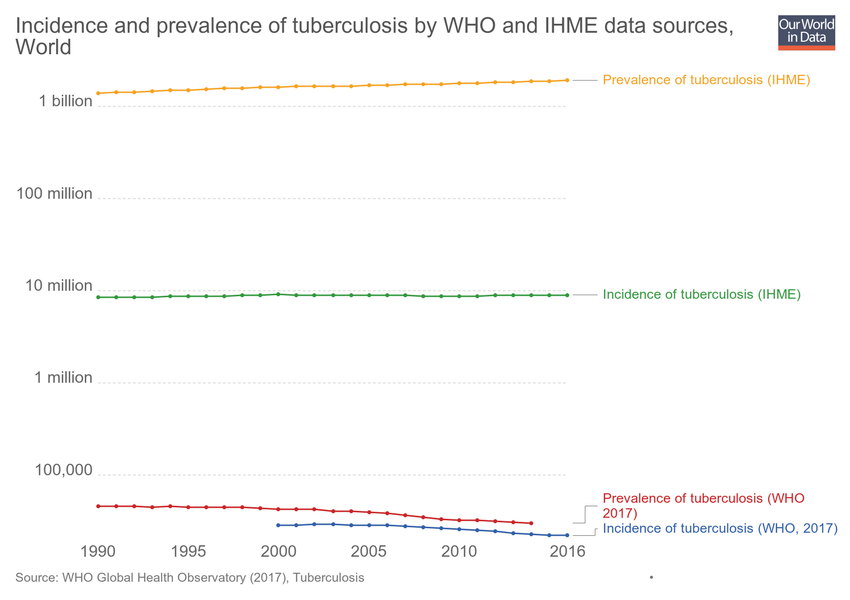 Incidence and prevalence of tuberculosis by WHO and IHME data sources,
World
Our World
in Data
Prevalence of tuberculosis (IHME)
1 billion
100 million
10 million
Incidence of tuberculosis (IHME)
1 million
100,000
Prevalence of tuberculosis (WHO
2017)
Incidence of tuberculosis (WHO, 2017)
1990 1995 2000 2005 2010 2016
Source: WHO Global Health Observatory (2017), Tuberculosis